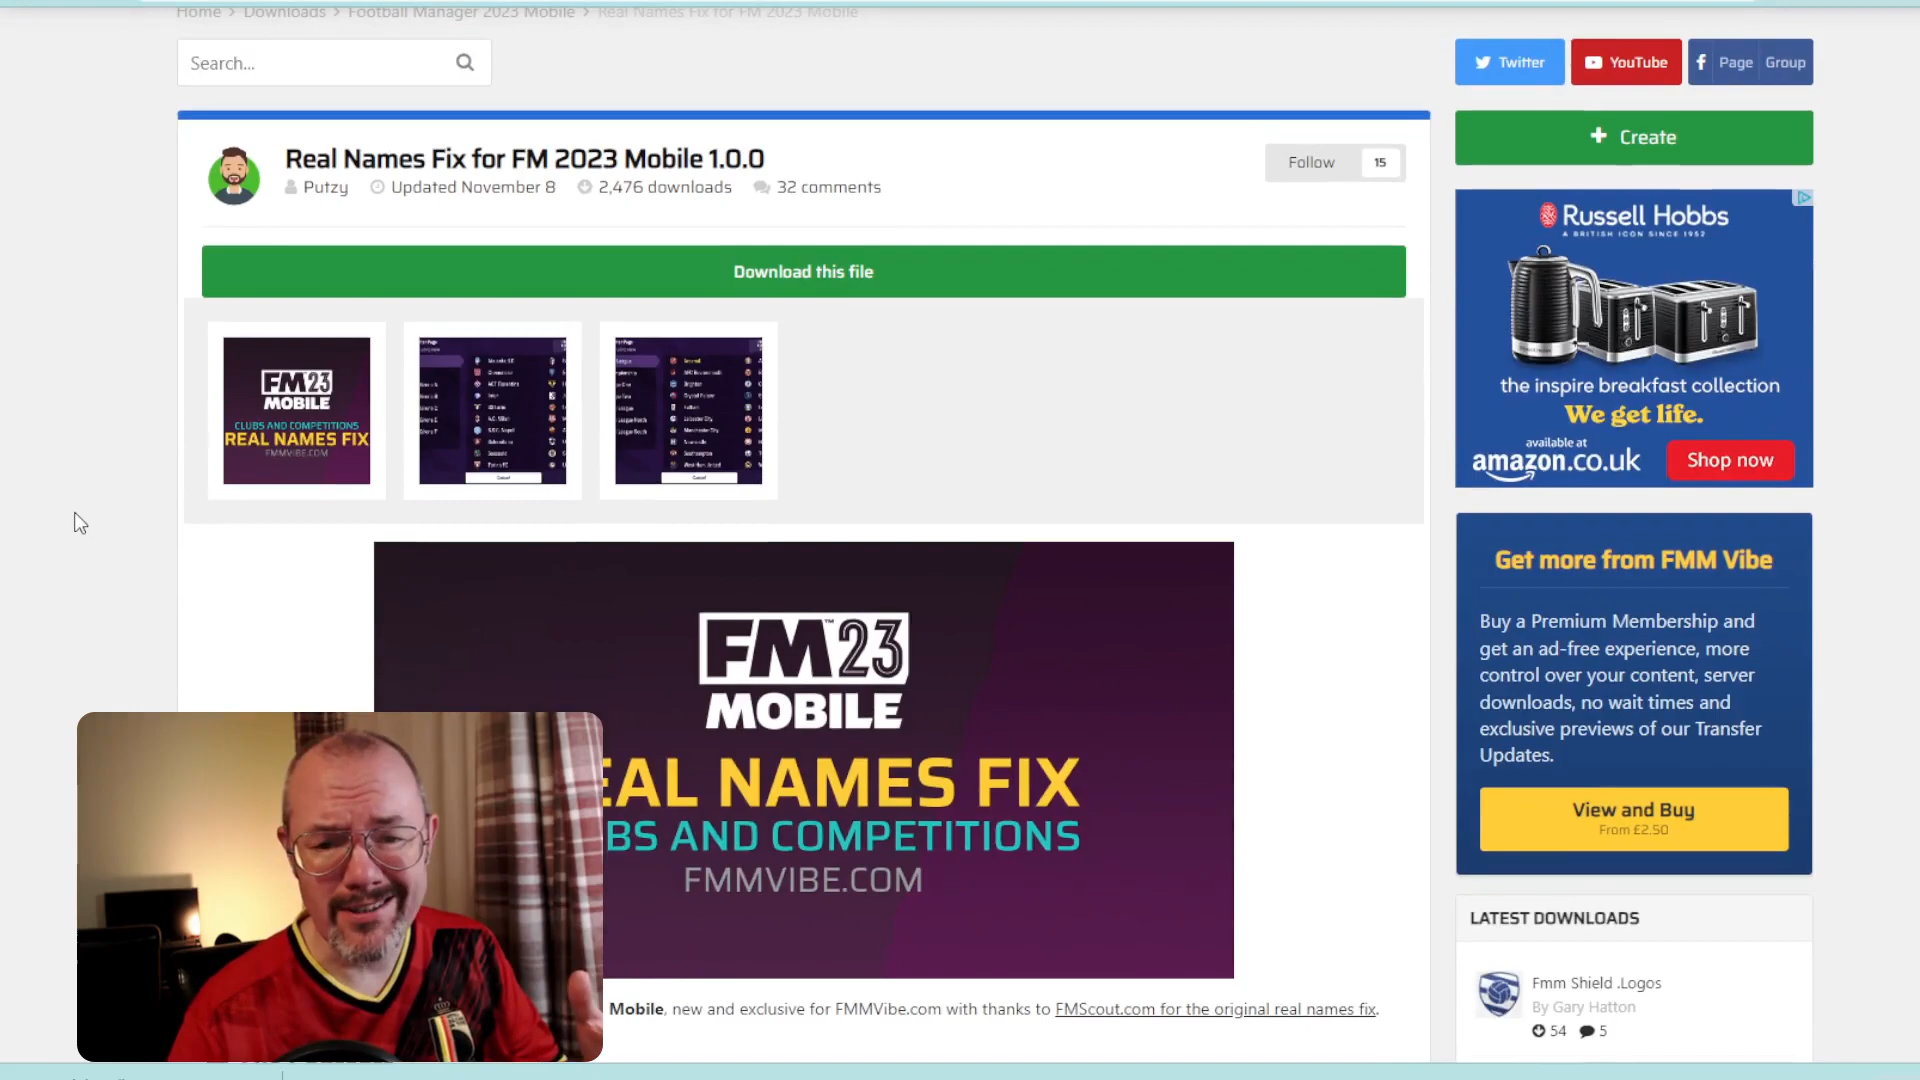 Home > Downloads > Football Manager 2023 Mobile > Real Names Fix for FM 2023 Mobile
Search...
Twitter
YouTube
Page Group
Real Names Fix for FM 2023 Mobile 1.0.0
Follow 15
Putzy Updated November 8 2,476 downloads 32 comments
+ Create
Download this file
FM23
MOBILE
CLUBS AND COMPETITIONS
REAL NAMES FIX
FMMVIBE.COM
Russell Hobbs
A BRITISH ICON SINCE 1952
the inspire breakfast collection
We get life.
available at
amazon.co.uk
Shop now
FM™23
MOBILE
EAL NAMES FIX
BS AND COMPETITIONS
FMMVIBE.COM
Mobile, new and exclusive for FMMVibe.com with thanks to FMScout.com for the original real names fix.
Get more from FMM Vibe
Buy a Premium Membership and
get an ad-free experience, more
control over your content, server
downloads, no wait times and
exclusive previews of our Transfer
Updates.
View and Buy
From £2.50
LATEST DOWNLOADS
Fmm Shield .Logos
By Gary Hatton
54 5